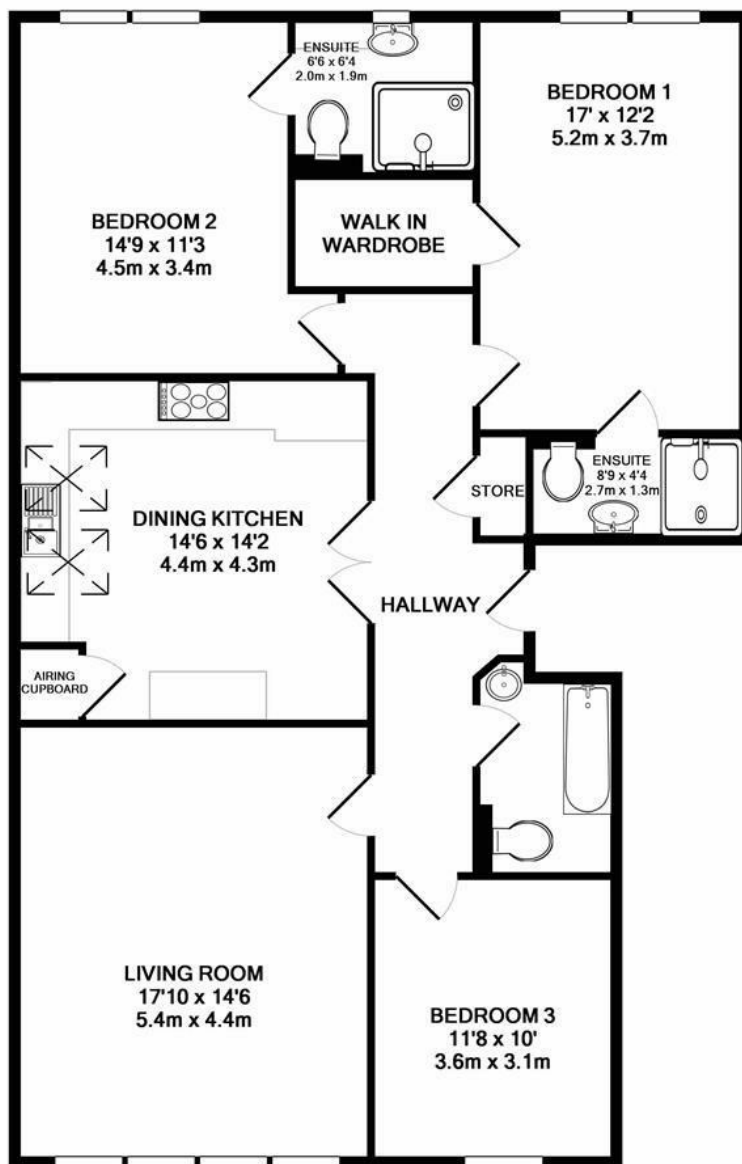 ENSUITE
6'6 x 6'4
2.0m x 1.9m
BEDROOM 1
17' x 12'2
5.2m x 3.7m
BEDROOM 2
14'9 x 11'3
4.5m x 3.4m
WALK IN
WARDROBE
ENSUITE
8'9 x 4'4
2.7m x 1.3m
STORE
DINING KITCHEN
14'6 x 14'2
4.4m x 4.3m
HALLWAY
AIRING
CUPBOARD
LIVING ROOM
17'10 x 14'6
5.4m x 4.4m
BEDROOM 3
11'8 x 10'
3.6m x 3.1m